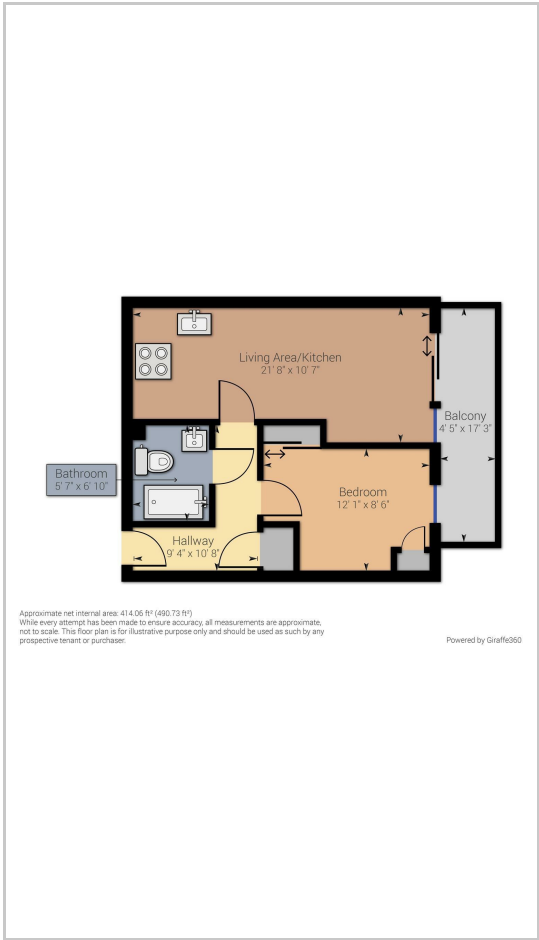 Living Area/Kitchen
21' 8" x 10' 7"
Balcony
4' 5" x 17' 3"
Bathroom
5' 7" x 6' 10"
Bedroom
12' 1" x 8' 6"
Hallway
9' 4" x 10' 8"
Approximate net internal area: 414.06 ft² (490.73 ft²)
While every attempt has been made to ensure accuracy, all measurements are approximate,
not to scale. This floor plan is for illustrative purpose only and should be used as such by any
prospective tenant or purchaser.
Powered by Giraffe360